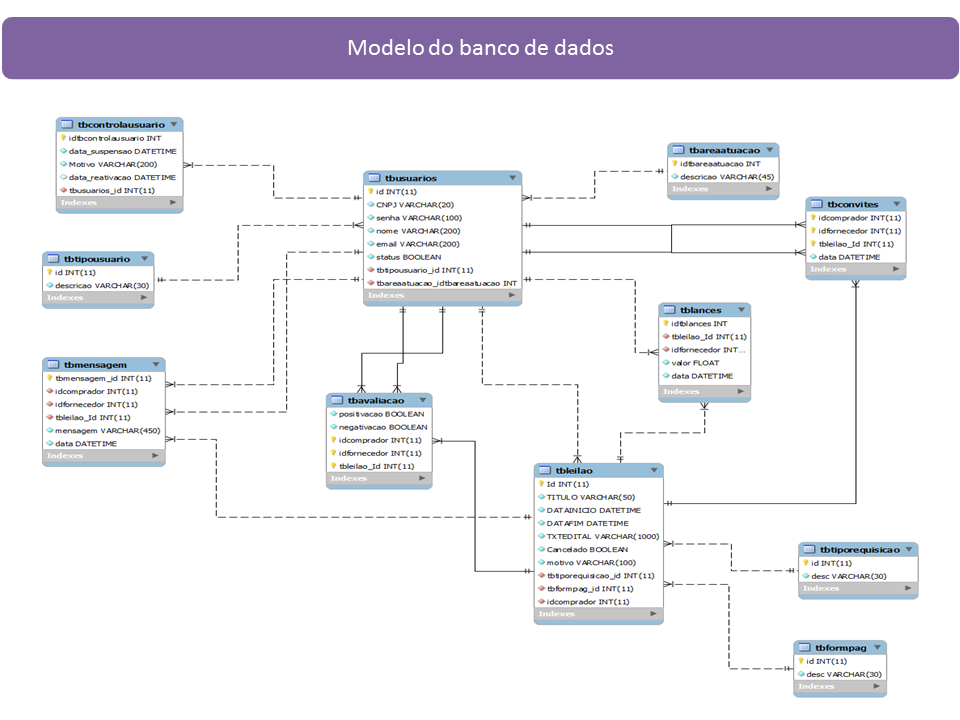 Modelo do banco de dados
tbcontrolausuario
idtbcontrolausuario INT
data_suspensao DATETIME
Motivo VARCHAR(200)
data_reativacao DATETIME
tbusuarios_id INT(11)
Indexes
tbtipousuario
id INT(11)
descricao VARCHAR(30)
Indexes
tbmensagem
tbmensagem_id INT(11)
idcomprador INT(11)
idfornecedor INT(11)
tbleilao_Id INT(11)
mensagem VARCHAR(450)
data DATETIME
Indexes
tbusuarios
id INT(11)
CNPJ VARCHAR(20)
senha VARCHAR(100)
nome VARCHAR(200)
email VARCHAR(200)
status BOOLEAN
tbtipousuario_id INT(11)
tbareaatuacao_idtbareaatuacao INT
Indexes
tbavaliacao
positivacao BOOLEAN
negativacao BOOLEAN
idcomprador INT(11)
idfornecedor INT(11)
tbleilao_Id INT(11)
Indexes
tbareaatuacao
idtbareaatuacao INT
descricao VARCHAR(45)
Indexes
tbconvites
idcomprador INT(11)
idfornecedor INT(11)
tbleilao_Id INT(11)
data DATETIME
Indexes
tblances
idtblances INT
tbleilao_Id INT(11)
idfornecedor INT...
valor FLOAT
data DATETIME
Indexes
tbleilao
Id INT(11)
TITULO VARCHAR(50)
DATAINICIO DATETIME
DATAFIM DATETIME
TXTEDITAL VARCHAR(1000)
Cancelado BOOLEAN
motivo VARCHAR(100)
tbtiporequisicao_id INT(11)
tbformpag_id INT(11)
idcomprador INT(11)
Indexes
tbtiporequisicao
id INT(11)
desc VARCHAR(30)
Indexes
tbformpag
id INT(11)
desc VARCHAR(30)
Indexes